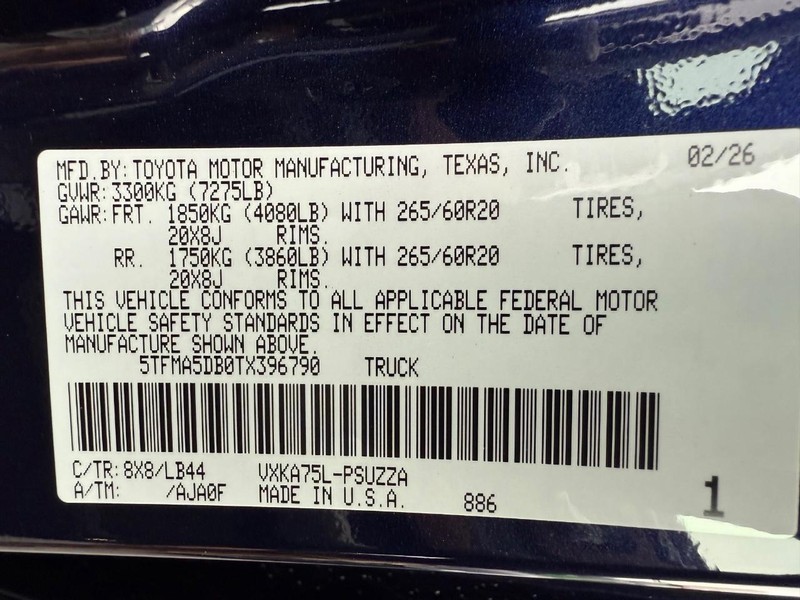 MFD.BY: TOYOTA MOTOR MANUFACTURING, TEXAS, INC. 02/26
GVWR: 3300KG (7275LB)
GAWR: FRT. 1850KG (4080LB) WITH 265/60R20 TIRES,
20X8J RIMS.
RR. 1750KG (3860LB) WITH 265/60R20 TIRES,
20X8J RIMS.
THIS VEHICLE CONFORMS TO ALL APPLICABLE FEDERAL MOTOR
VEHICLE SAFETY STANDARDS IN EFFECT ON THE DATE OF
MANUFACTURE SHOWN ABOVE.
5TFMA5DB0TX396790 TRUCK
C/TR: 8X8/LB44 VXKA75L-PSUZZA
A/TM: /AJA0F MADE IN U.S.A. 886 1